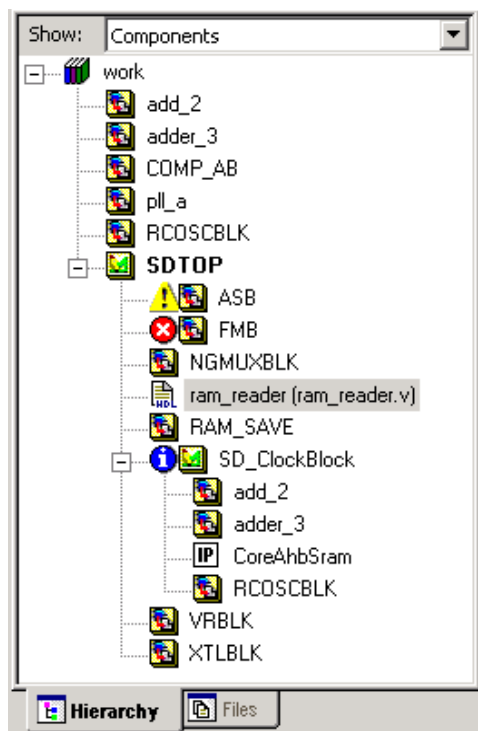 Show: Components
work
add_2
adder_3
COMP_AB
pll_a
RCOSCBLK
SDTOP
ASB
FMB
NGMUXBLK
HDL ram_reader (ram_reader.v)
RAM_SAVE
SD_ClockBlock
add_2
adder_3
IP CoreAhbSram
RCOSCBLK
VRBLK
XTLBLK
Hierarchy Files